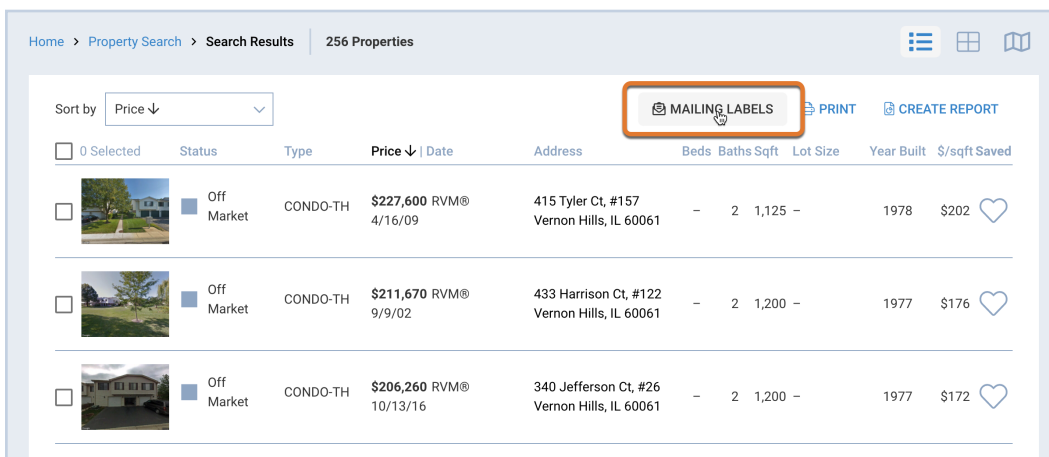 Home > Property Search > Search Results 256 Properties
Sort by Price ↓
MAILING LABELS PRINT CREATE REPORT
0 Selected Status Type Price ↓ | Date Address Beds Baths Sqft Lot Size Year Built $/sqft Saved
Off Market CONDO-TH $227,600 RVM® 4/16/09 415 Tyler Ct, #157 Vernon Hills, IL 60061 – 2 1,125 – 1978 $202
Off Market CONDO-TH $211,670 RVM® 9/9/02 433 Harrison Ct, #122 Vernon Hills, IL 60061 – 2 1,200 – 1977 $176
Off Market CONDO-TH $206,260 RVM® 10/13/16 340 Jefferson Ct, #26 Vernon Hills, IL 60061 – 2 1,200 – 1977 $172